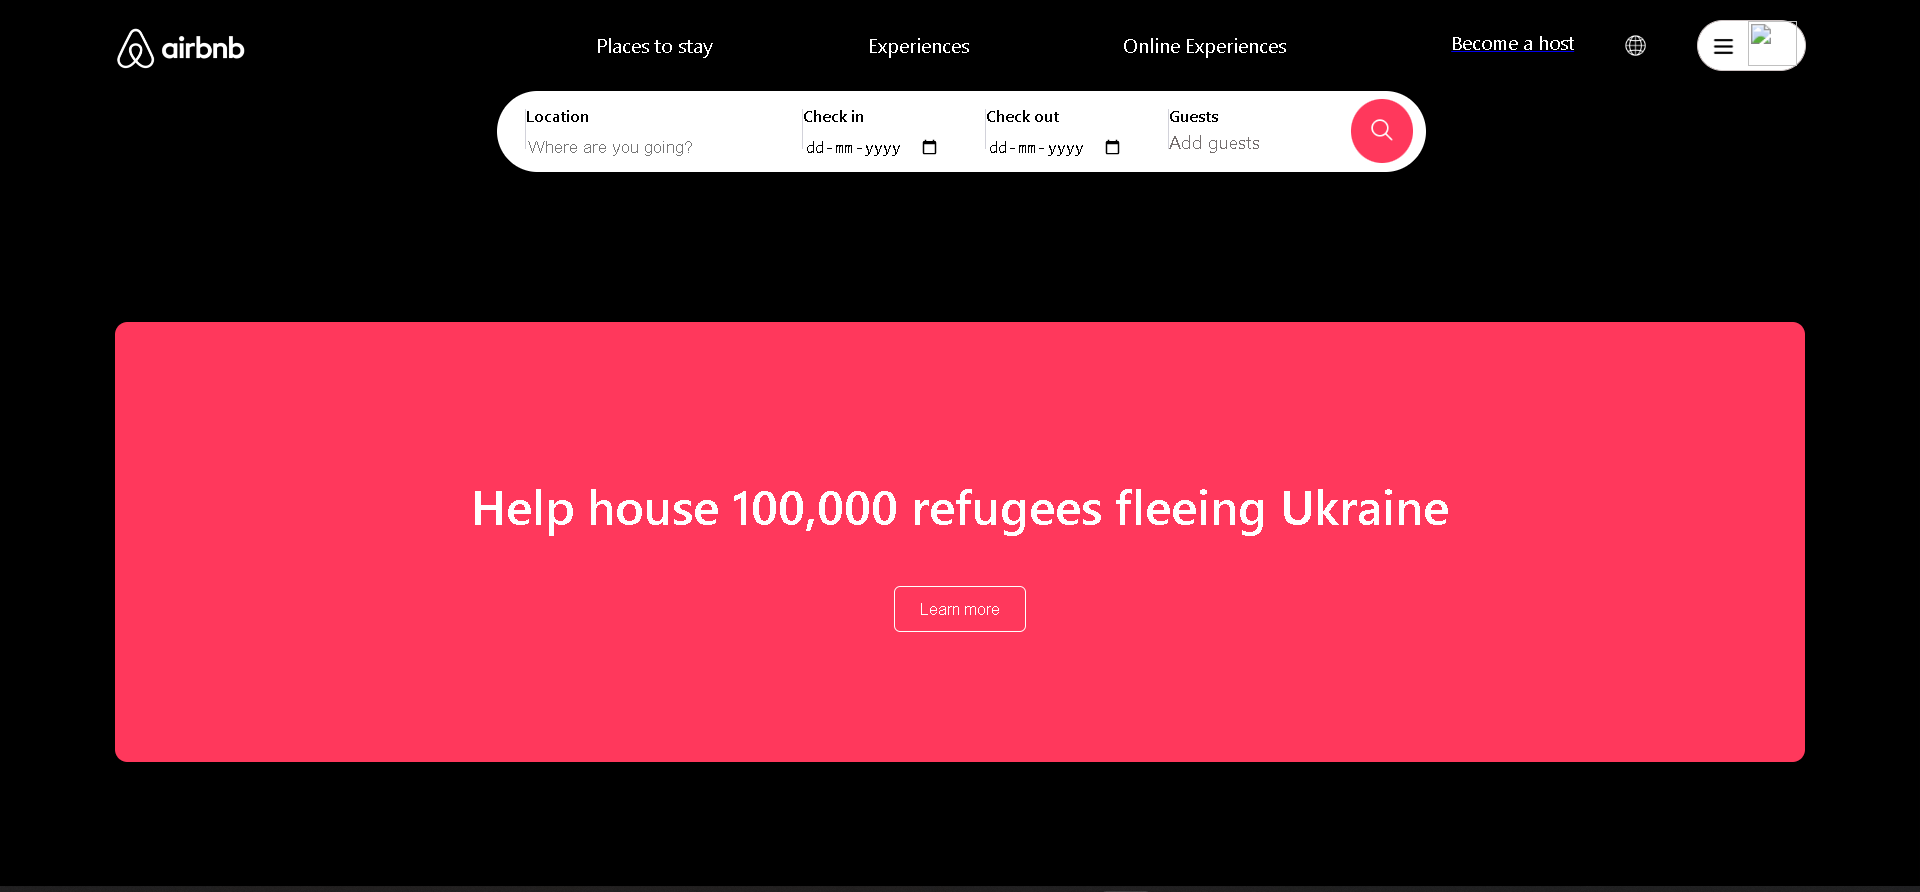 airbnb
Places to stay
Experiences
Online Experiences
Become a host
Location
Check in
Check out
Guests
Where are you going?
dd-mm-yyyy
dd-mm-yyyy
Add guests
Help house 100,000 refugees fleeing Ukraine
Learn more